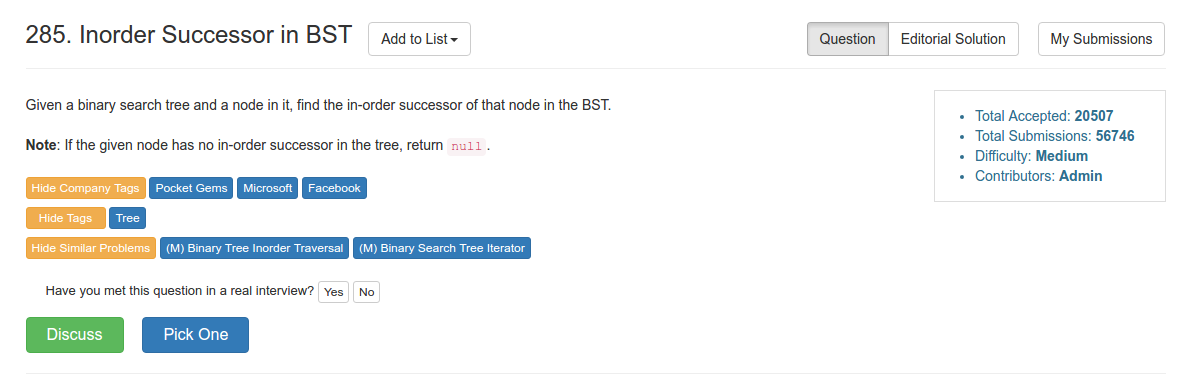 285. Inorder Successor in BST Add to List Question Editorial Solution My Submissions
Given a binary search tree and a node in it, find the in-order successor of that node in the BST.
Note: If the given node has no in-order successor in the tree, return null.
Total Accepted: 20507
Total Submissions: 56746
Difficulty: Medium
Contributors: Admin
Hide Company Tags Pocket Gems Microsoft Facebook
Hide Tags Tree
Hide Similar Problems (M) Binary Tree Inorder Traversal (M) Binary Search Tree Iterator
Have you met this question in a real interview? Yes No
Discuss Pick One